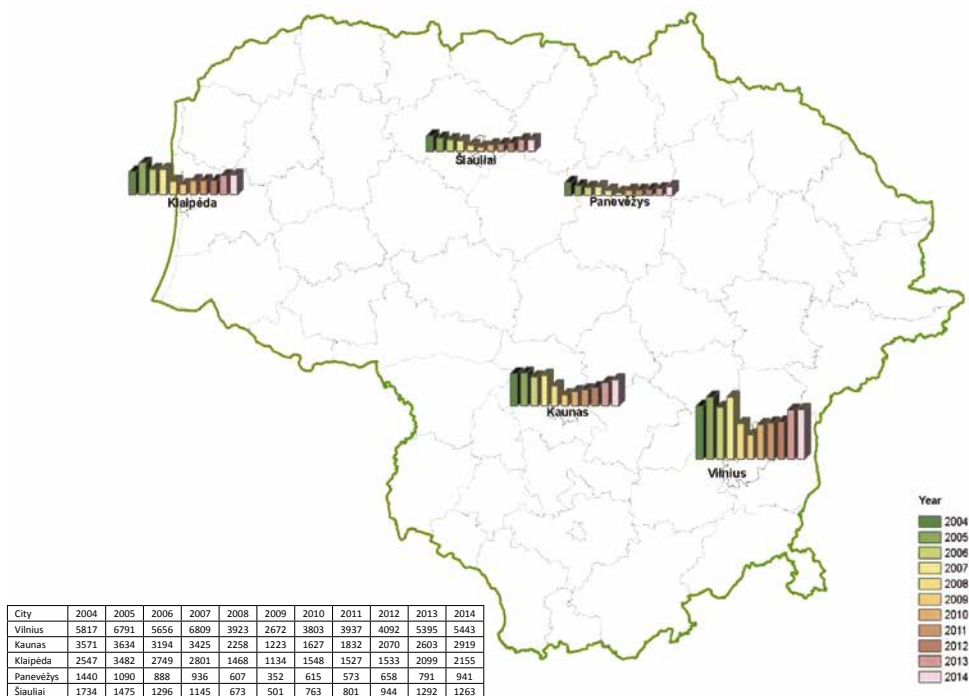 Šiauliai
Klaipėda
Panevėžys
Kaunas
Vilnius
Year
2004
2005
2006
2007
2008
2009
2010
2011
2012
2013
2014
City 2004 2005 2006 2007 2008 2009 2010 2011 2012 2013 2014
Vilnius 5817 6791 5656 6809 3923 2672 3803 3937 4092 5395 5443
Kaunas 3571 3634 3194 3425 2258 1223 1627 1832 2070 2603 2919
Klaipėda 2547 3482 2749 2801 1468 1134 1548 1527 1533 2099 2155
Panevėžys 1440 1090 888 936 607 352 615 573 658 791 941
Šiauliai 1734 1475 1296 1145 673 501 763 801 944 1292 1263